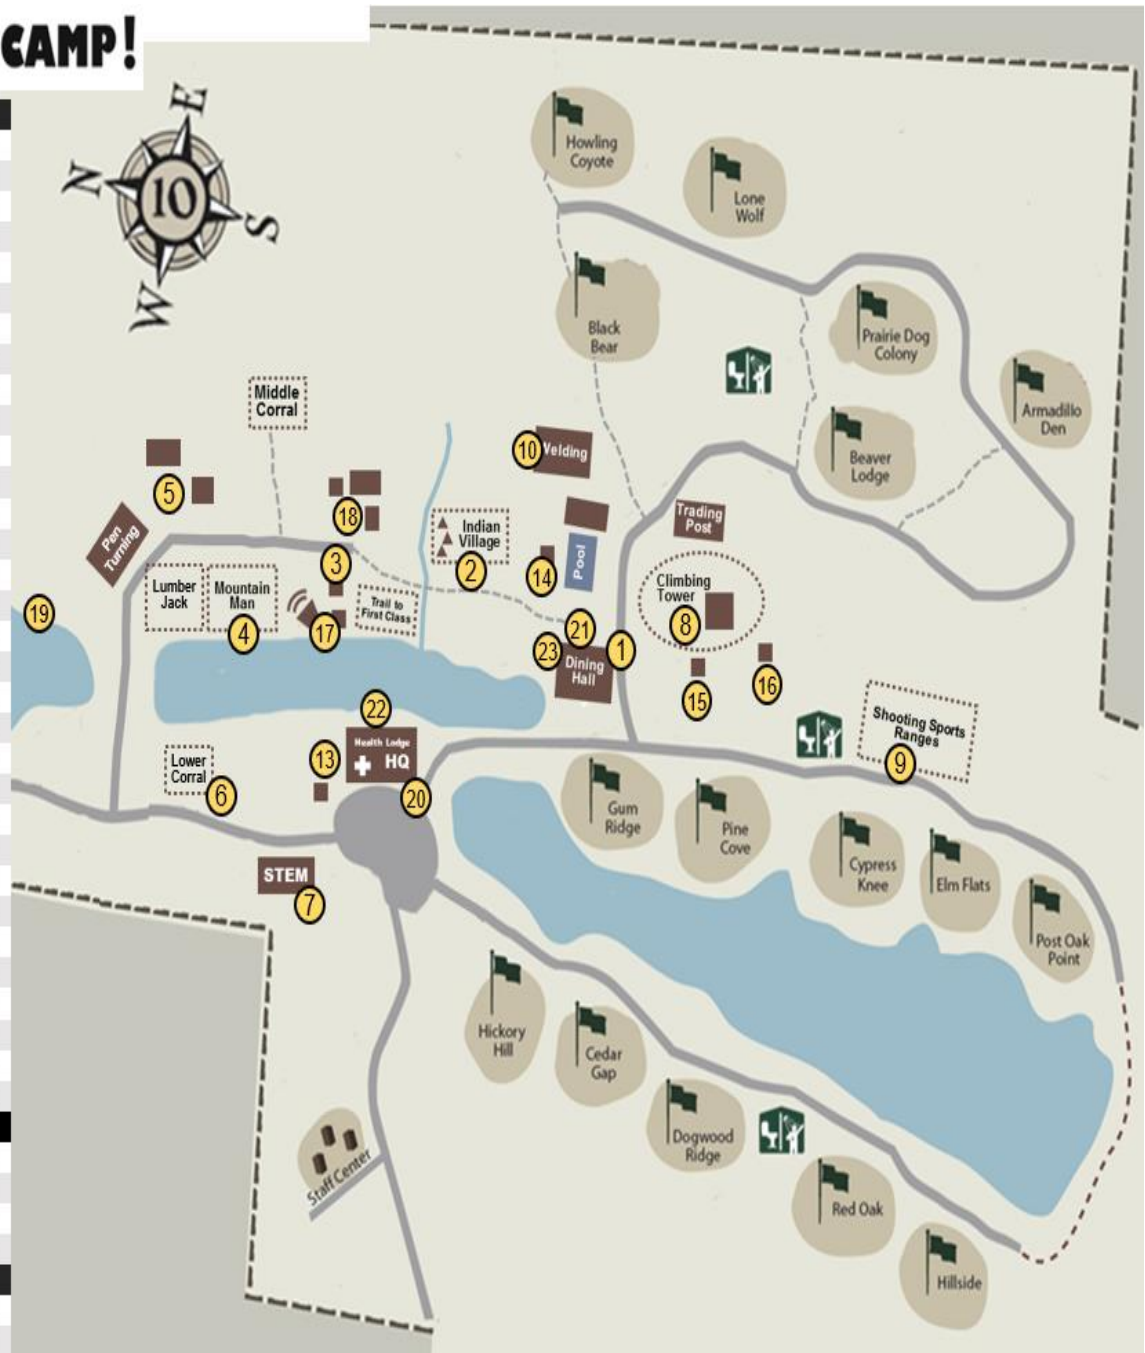 CAMP!
E
N
10
S
W
Howling
Coyote
Lone
Wolf
Black
Bear
Prairie Dog
Colony
Armadillo
Den
Beaver
Lodge
Middle
Corral
10
Welding
5
18
Indian
Village
2
Trading
Post
Pen
Turning
3
14
Pool
Lumber
Jack
Mountain
Man
4
17
Trail to
First Class
Climbing
Tower
8
19
21
23
1
Dining
Hall
15
16
22
Health Lodge
HQ
13
20
Lower
Corral
6
Shooting Sports
Ranges
9
Gum
Ridge
Pine
Cove
Cypress
Knee
Elm Flats
Post Oak
Point
STEM
7
Hickory
Hill
Cedar
Gap
Dogwood
Ridge
Red Oak
Hillside
Staff Center